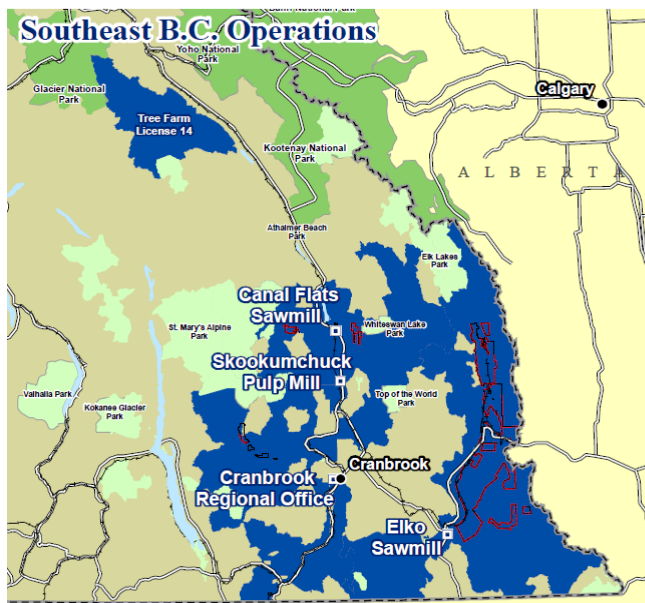 Southeast B.C. Operations
Yoho National
Park
Glacier National
Park
Tree Farm
License 14
Calgary
Kootenay National
Park
ALBERTA
Athalmer Beach
Park
Elk Lakes
Park
Canal Flats
Sawmill
St. Mary's Alpine
Park
Whiteswan Lake
Park
Skookumchuck
Pulp Mill
Valhalla Park
Kokanee Glacier
Park
Top of the World
Park
Cranbrook
Cranbrook
Regional Office
Elko
Sawmill